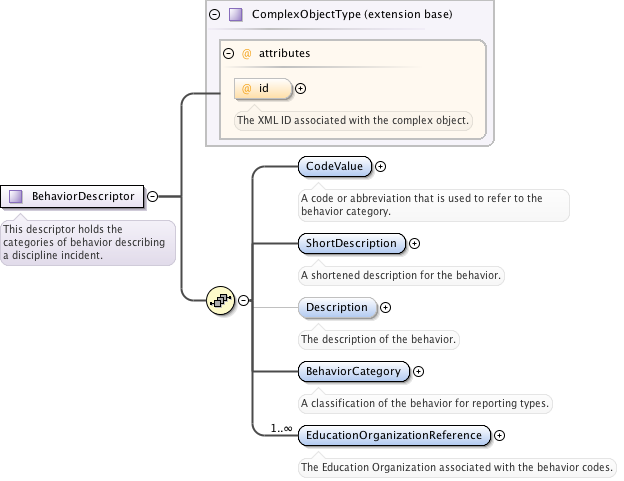 ComplexObjectType (extension base)
@ attributes
@ id
The XML ID associated with the complex object.
BehaviorDescriptor
This descriptor holds the
categories of behavior describing
a discipline incident.
CodeValue
A code or abbreviation that is used to refer to the
behavior category.
ShortDescription
A shortened description for the behavior.
Description
The description of the behavior.
BehaviorCategory
A classification of the behavior for reporting types.
1..∞
EducationOrganizationReference
The Education Organization associated with the behavior codes.